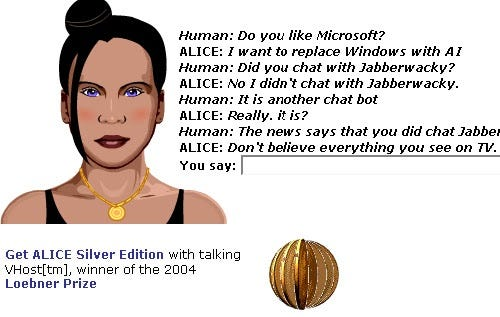 Human: Do you like Microsoft?
ALICE: I want to replace Windows with AI
Human: Did you chat with Jabberwacky?
ALICE: No I didn't chat with Jabberwacky.
Human: It is another chat bot
ALICE: Really. it is?
Human: The news says that you did chat Jabber
ALICE: Don't believe everything you see on TV.
You say:
Get ALICE Silver Edition with talking
VHost[tm], winner of the 2004
Loebner Prize